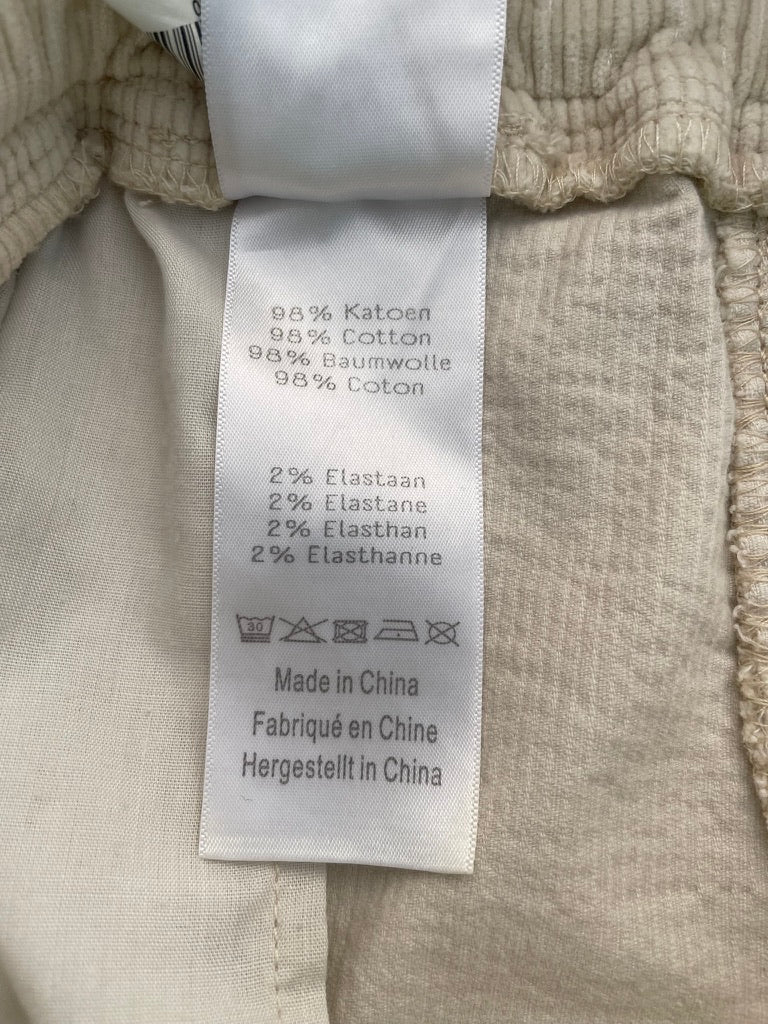 98% Katoen
98% Cotton
98% Baumwolle
98% Coton
2% Elastaan
2% Elastane
2% Elasthan
2% Elasthanne
30
Made in China
Fabriqué en Chine
Hergestellt in China